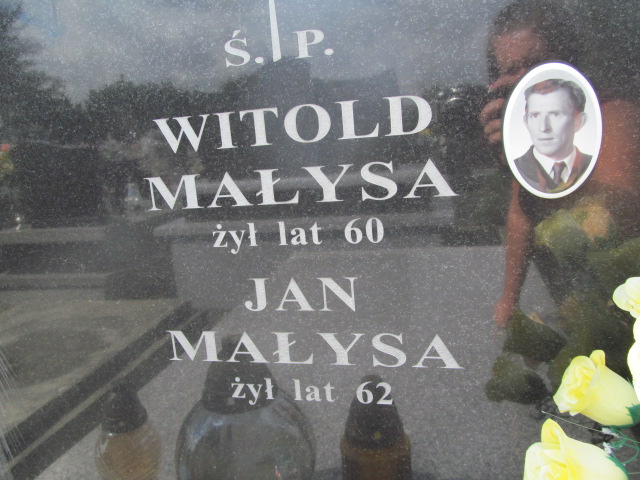 Ś. P.
WITOLD
MAŁYSA
żył lat 60
JAN
MAŁYSA
żył lat 62